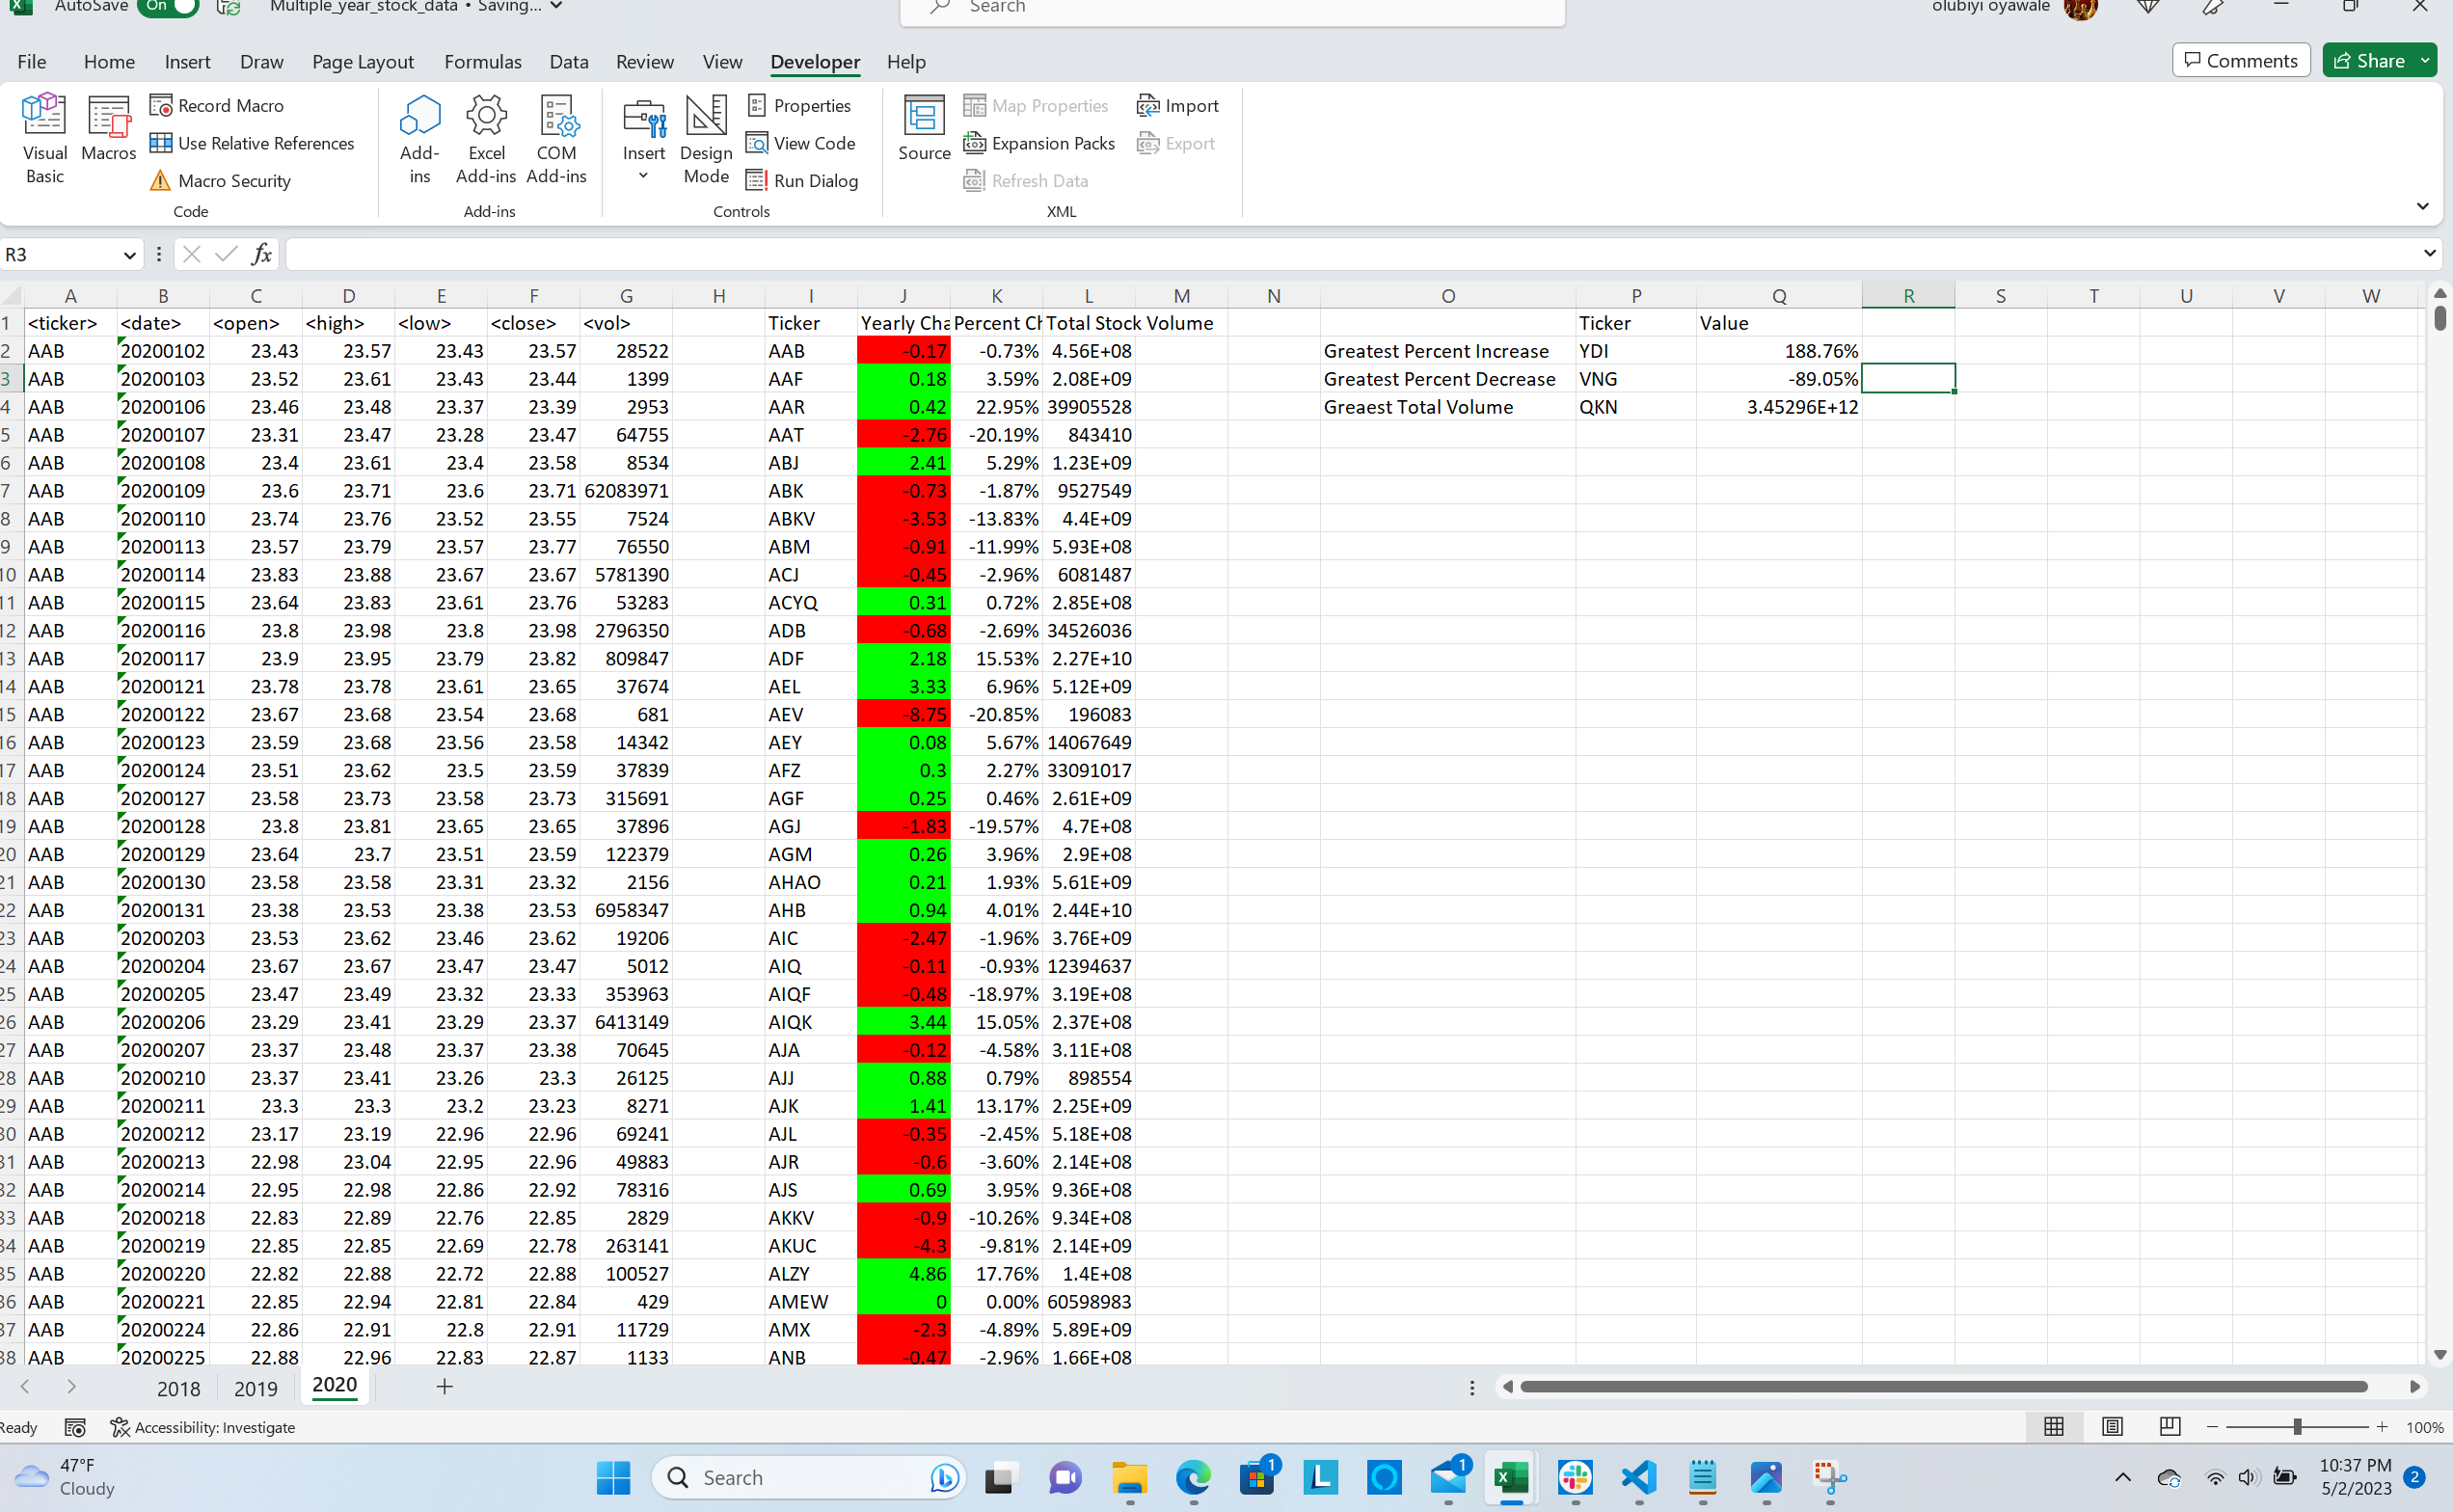 AutoSave On Multiple_year_stock_data • Saving... Search olubiyi oyawale
File Home Insert Draw Page Layout Formulas Data Review View Developer Help Comments Share
Visual Basic Macros Record Macro Use Relative References Macro Security Code
Add-ins Excel Add-ins COM Add-ins Add-ins
Insert Design Mode Properties View Code Run Dialog Controls
Source Map Properties Expansion Packs Refresh Data Import Export XML
R3 fx
A B C D E F G H I J K L M N O P Q R S T U V W
1 <ticker> <date> <open> <high> <low> <close> <vol> Ticker Yearly Cha Percent Ch Total Stock Volume Ticker Value
2 AAB 20200102 23.43 23.57 23.43 23.57 28522 AAB -0.17 -0.73% 4.56E+08 Greatest Percent Increase YDI 188.76%
3 AAB 20200103 23.52 23.61 23.43 23.44 1399 AAF 0.18 3.59% 2.08E+09 Greatest Percent Decrease VNG -89.05%
4 AAB 20200106 23.46 23.48 23.37 23.39 2953 AAR 0.42 22.95% 39905528 Greaest Total Volume QKN 3.45296E+12
5 AAB 20200107 23.31 23.47 23.28 23.47 64755 AAT -2.76 -20.19% 843410
6 AAB 20200108 23.4 23.61 23.4 23.58 8534 ABJ 2.41 5.29% 1.23E+09
7 AAB 20200109 23.6 23.71 23.6 23.71 62083971 ABK -0.73 -1.87% 9527549
8 AAB 20200110 23.74 23.76 23.52 23.55 7524 ABKV -3.53 -13.83% 4.4E+09
9 AAB 20200113 23.57 23.79 23.57 23.77 76550 ABM -0.91 -11.99% 5.93E+08
10 AAB 20200114 23.83 23.88 23.67 23.67 5781390 ACJ -0.45 -2.96% 6081487
11 AAB 20200115 23.64 23.83 23.61 23.76 53283 ACYQ 0.31 0.72% 2.85E+08
12 AAB 20200116 23.8 23.98 23.8 23.98 2796350 ADB -0.68 -2.69% 34526036
13 AAB 20200117 23.9 23.95 23.79 23.82 809847 ADF 2.18 15.53% 2.27E+10
14 AAB 20200121 23.78 23.78 23.61 23.65 37674 AEL 3.33 6.96% 5.12E+09
15 AAB 20200122 23.67 23.68 23.54 23.68 681 AEV -8.75 -20.85% 196083
16 AAB 20200123 23.59 23.68 23.56 23.58 14342 AEY 0.08 5.67% 14067649
17 AAB 20200124 23.51 23.62 23.5 23.59 37839 AFZ 0.3 2.27% 33091017
18 AAB 20200127 23.58 23.73 23.58 23.73 315691 AGF 0.25 0.46% 2.61E+09
19 AAB 20200128 23.8 23.81 23.65 23.65 37896 AGJ -1.83 -19.57% 4.7E+08
20 AAB 20200129 23.64 23.7 23.51 23.59 122379 AGM 0.26 3.96% 2.9E+08
21 AAB 20200130 23.58 23.58 23.31 23.32 2156 AHAO 0.21 1.93% 5.61E+09
22 AAB 20200131 23.38 23.53 23.38 23.53 6958347 AHB 0.94 4.01% 2.44E+10
23 AAB 20200203 23.53 23.62 23.46 23.62 19206 AIC -2.47 -1.96% 3.76E+09
24 AAB 20200204 23.67 23.67 23.47 23.47 5012 AIQ -0.11 -0.93% 12394637
25 AAB 20200205 23.47 23.49 23.32 23.33 353963 AIQF -0.48 -18.97% 3.19E+08
26 AAB 20200206 23.29 23.41 23.29 23.37 6413149 AIQK 3.44 15.05% 2.37E+08
27 AAB 20200207 23.37 23.48 23.37 23.38 70645 AJA -0.12 -4.58% 3.11E+08
28 AAB 20200210 23.37 23.41 23.26 23.3 26125 AJJ 0.88 0.79% 898554
29 AAB 20200211 23.3 23.3 23.2 23.23 8271 AJK 1.41 13.17% 2.25E+09
30 AAB 20200212 23.17 23.19 22.96 22.96 69241 AJL -0.35 -2.45% 5.18E+08
31 AAB 20200213 22.98 23.04 22.95 22.96 49883 AJR -0.6 -3.60% 2.14E+08
32 AAB 20200214 22.95 22.98 22.86 22.92 78316 AJS 0.69 3.95% 9.36E+08
33 AAB 20200218 22.83 22.89 22.76 22.85 2829 AKKV -0.9 -10.26% 9.34E+08
34 AAB 20200219 22.85 22.85 22.69 22.78 263141 AKUC -4.3 -9.81% 2.14E+09
35 AAB 20200220 22.82 22.88 22.72 22.88 100527 ALZY 4.86 17.76% 1.4E+08
36 AAB 20200221 22.85 22.94 22.81 22.84 429 AMEW 0 0.00% 60598983
37 AAB 20200224 22.86 22.91 22.8 22.91 11729 AMX -2.3 -4.89% 5.89E+09
38 AAB 20200225 22.88 22.96 22.83 22.87 1133 ANB -0.47 -2.96% 1.66E+08
2018 2019 2020
Ready Accessibility: Investigate 100%
47°F Cloudy Search 1 1 10:37 PM 5/2/2023 2